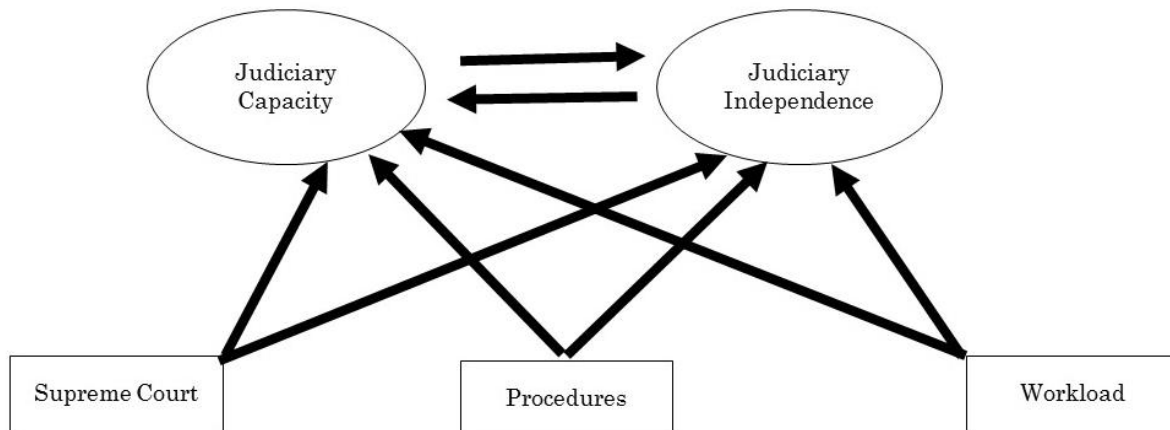 Judiciary
Capacity
Judiciary
Independence
Supreme Court
Procedures
Workload